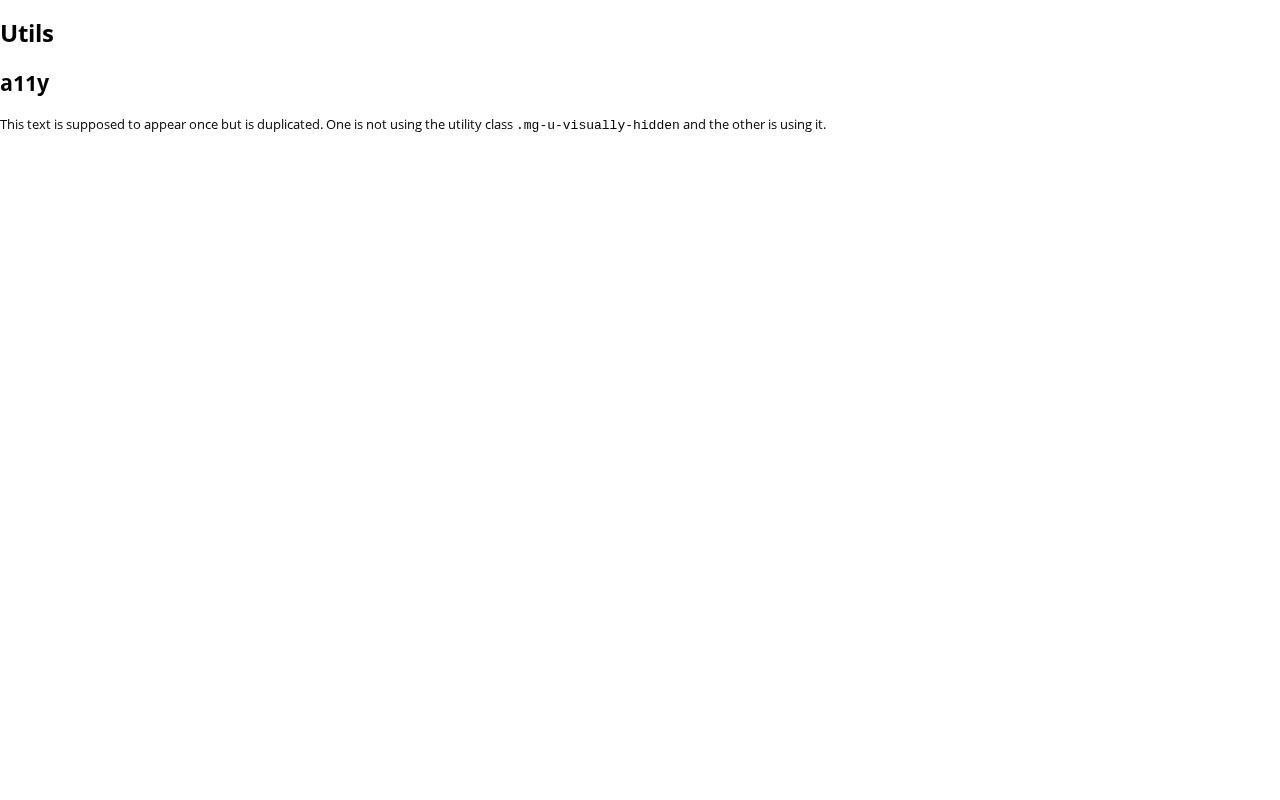 Utils
a11y
This text is supposed to appear once but is duplicated. One is not using the utility class .mg-u-visually-hidden and the other is using it.